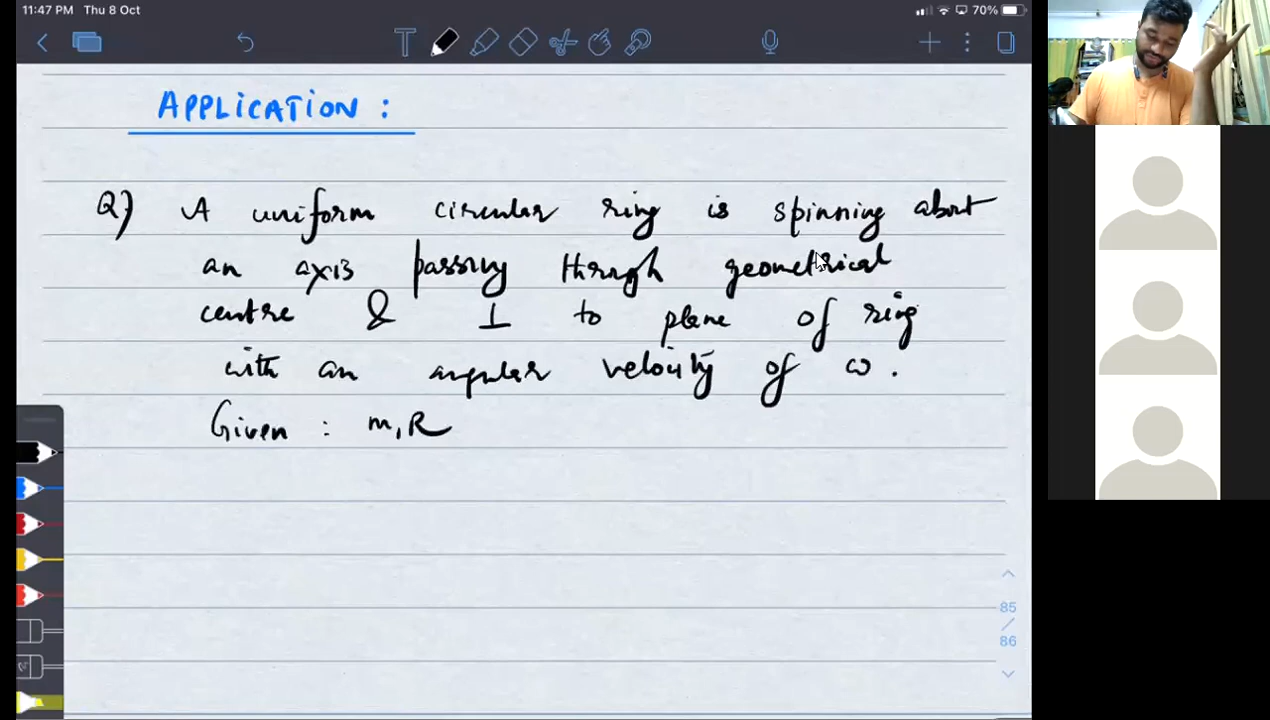 11:47 PM Thu 8 Oct
70%
T
APPLICATION :
Q) A uniform circular ring is spinning about
an axis passing through geometrical
centre & ⊥ to plane of ring
with an angular velocity of ω.
Given : m, R
85
/
86